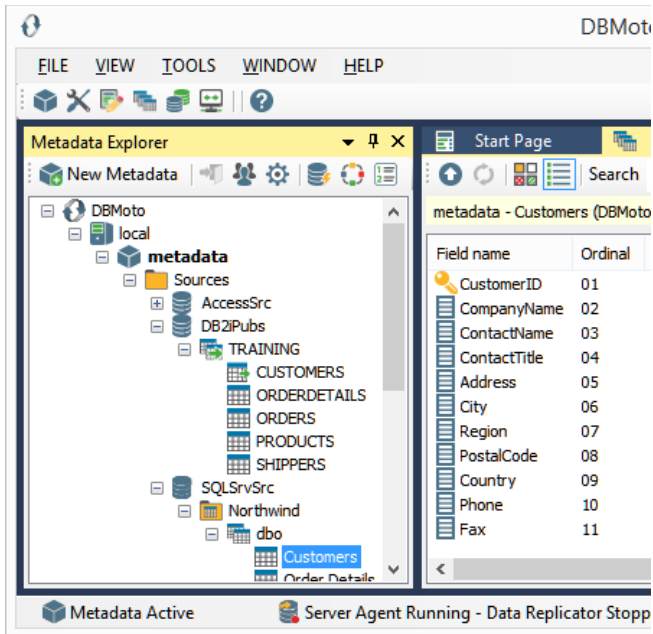 DBMoto
FILE VIEW TOOLS WINDOW HELP
Metadata Explorer
New Metadata
DBMoto
local
metadata
Sources
AccessSrc
DB2iPubs
TRAINING
CUSTOMERS
ORDERDETAILS
ORDERS
PRODUCTS
SHIPPERS
SQLSrvSrc
Northwind
dbo
Customers
Order Details
Start Page
Search
metadata - Customers (DBMoto
Field name Ordinal
CustomerID 01
CompanyName 02
ContactName 03
ContactTitle 04
Address 05
City 06
Region 07
PostalCode 08
Country 09
Phone 10
Fax 11
Metadata Active Server Agent Running - Data Replicator Stopp